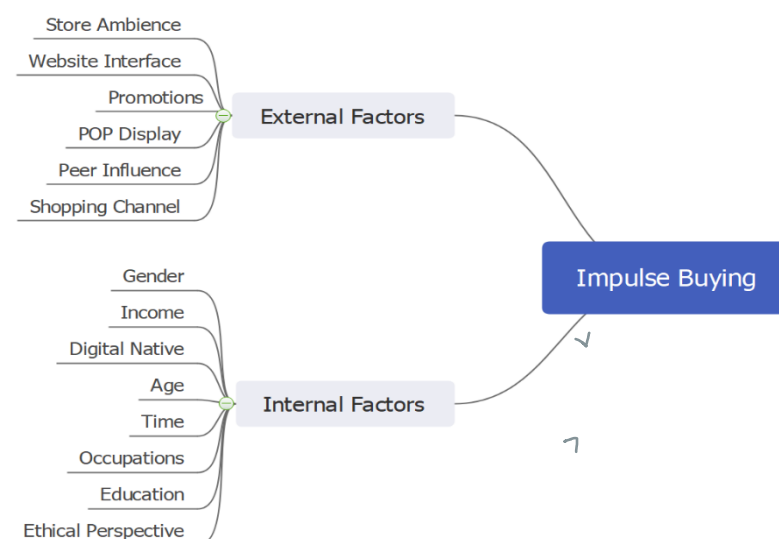 Store Ambience
Website Interface
Promotions
POP Display
Peer Influence
Shopping Channel
External Factors
Impulse Buying
Gender
Income
Digital Native
Age
Time
Occupations
Education
Ethical Perspective
Internal Factors